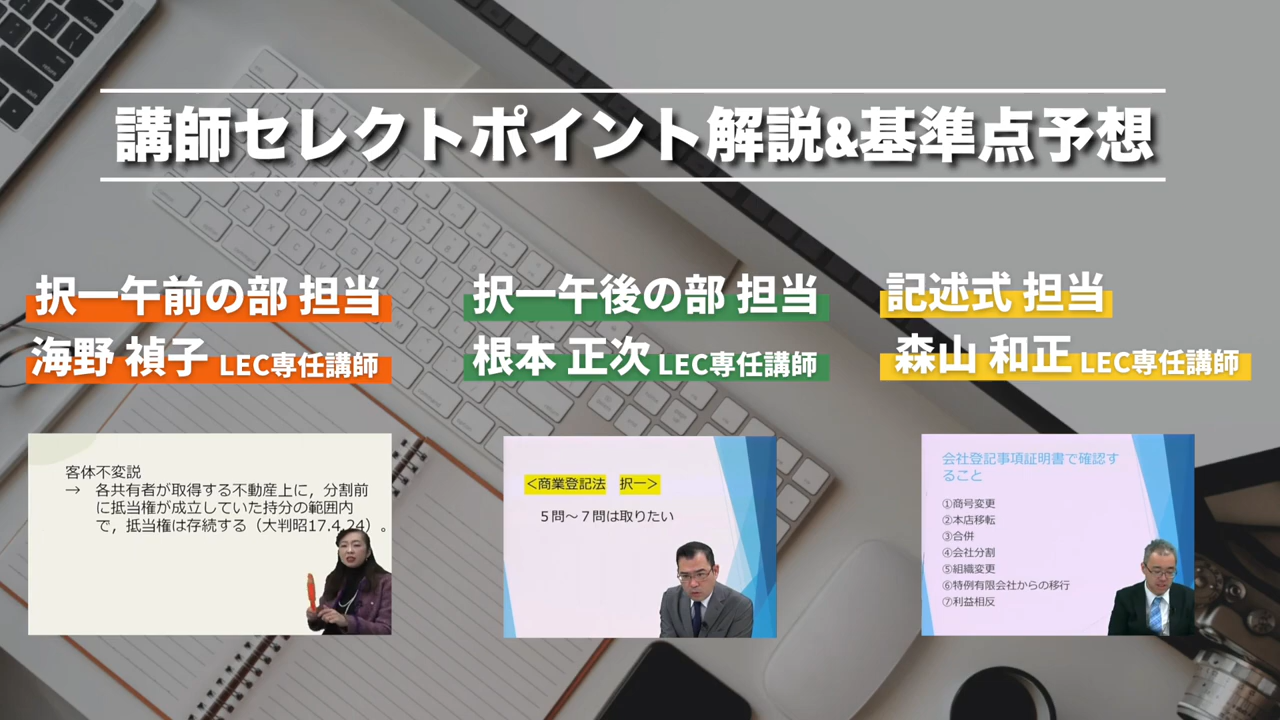 講師セレクトポイント解説&基準点予想
択一午前の部 担当
海野 禎子 LEC専任講師
択一午後の部 担当
根本 正次 LEC専任講師
記述式 担当
森山 和正 LEC専任講師
客体不変説
→ 各共有者が取得する不動産上に，分割前
に抵当権が成立していた持分の範囲内
で，抵当権は存続する（大判昭17.4.24）。
＜商業登記法 択一＞
５問～７問は取りたい
会社登記事項証明書で確認す
ること
①商号変更
②本店移転
③合併
④会社分割
⑤組織変更
⑥特例有限会社からの移行
⑦利益相反